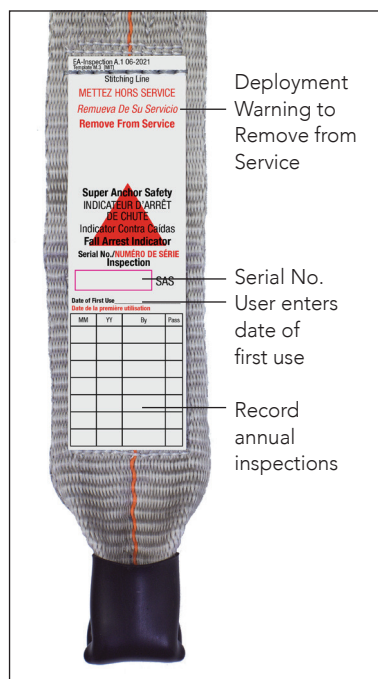 EA-Inspection A.1 06-2021
Template M.3 [MIT]
Stitching Line
METTEZ HORS SERVICE
Remueva De Su Servicio
Remove From Service
Super Anchor Safety
INDICATEUR D'ARRÊT
DE CHUTE
Indicator Contra Caidas
Fall Arrest Indicator
Serial No./NUMÉRO DE SÉRIE
Inspection
SAS
Date of First Use
Date de la première utilisation
MM YY By Pass
Deployment
Warning to
Remove from
Service
Serial No.
User enters
date of
first use
Record
annual
inspections